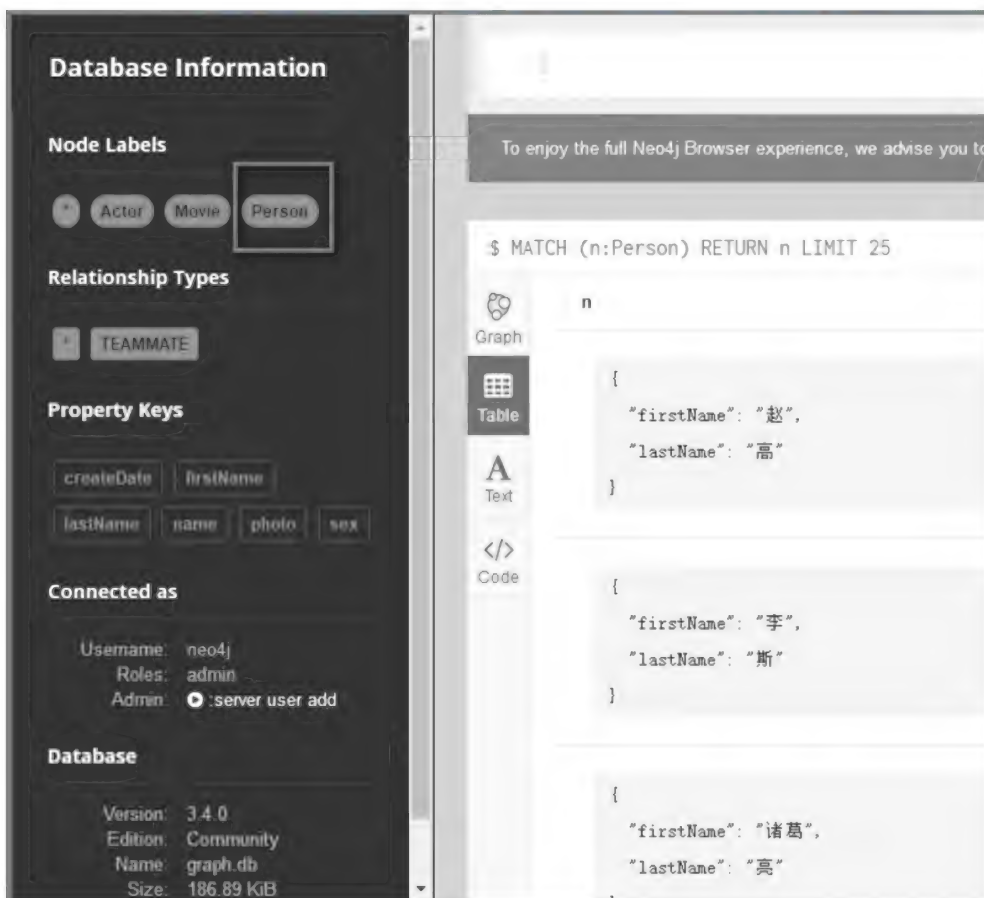 Database Information
Node Labels
* Actor Movie Person
Relationship Types
* TEAMMATE
Property Keys
createDate firstName
lastName name photo sex
Connected as
Username: neo4j
Roles: admin
Admin: :server user add
Database
Version: 3.4.0
Edition: Community
Name: graph.db
Size: 186.89 KiB
To enjoy the full Neo4j Browser experience, we advise you to
$ MATCH (n:Person) RETURN n LIMIT 25
Graph
Table
Text
</>
Code
n
{
"firstName": "赵",
"lastName": "高"
}
{
"firstName": "李",
"lastName": "斯"
}
{
"firstName": "诸葛",
"lastName": "亮"